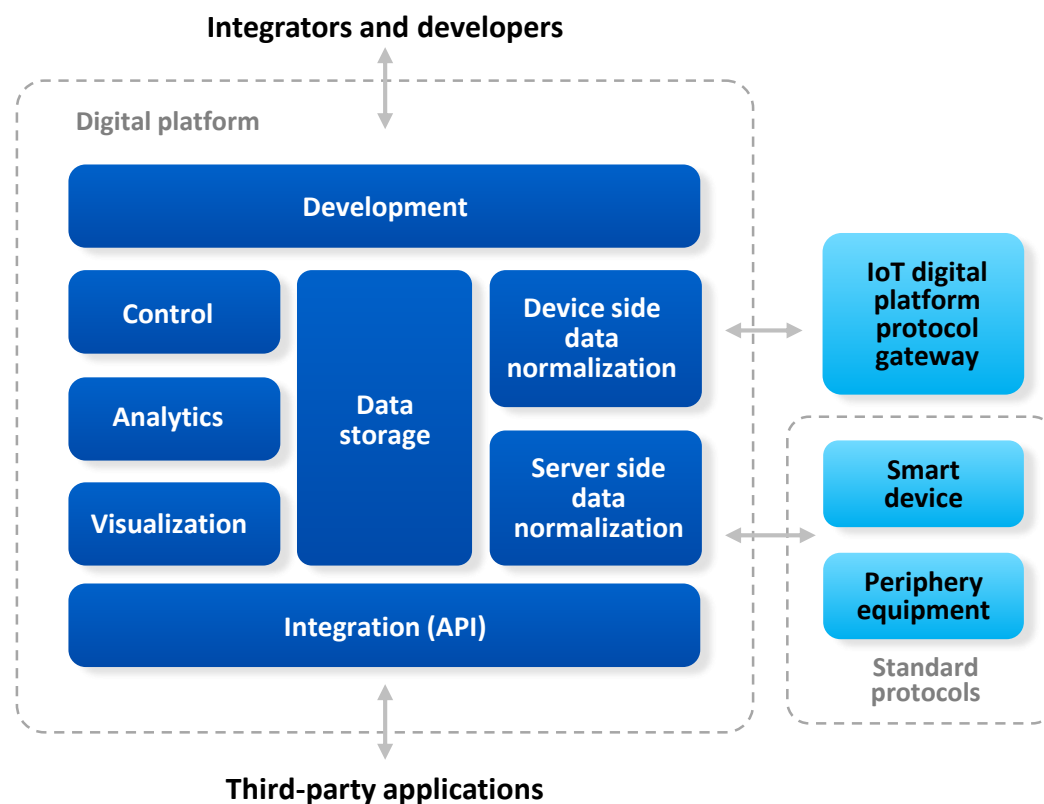 Integrators and developers
Digital platform
Development
Control
Analytics
Visualization
Data
storage
Device side
data
normalization
Server side
data
normalization
Integration (API)
IoT digital
platform
protocol
gateway
Smart
device
Periphery
equipment
Standard
protocols
Third-party applications